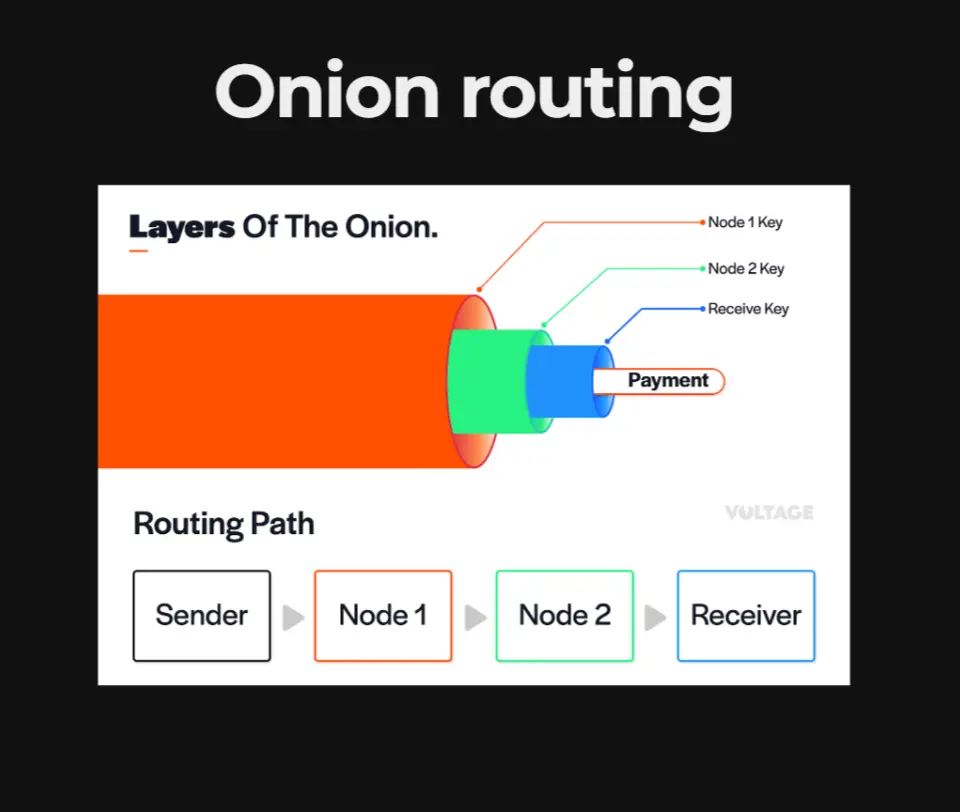 Onion routing
Layers Of The Onion.
Node 1 Key
Node 2 Key
Receive Key
Payment
Routing Path
VOLTAGE
Sender
Node 1
Node 2
Receiver